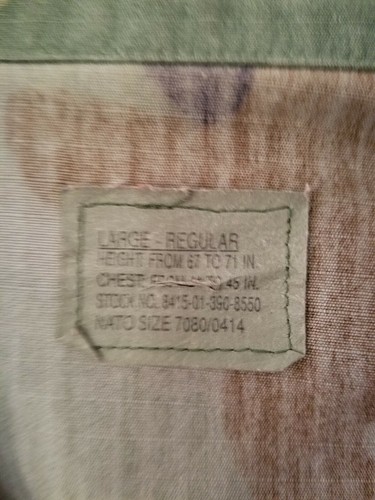 LARGE - REGULAR
HEIGHT FROM 67 TO 71 IN.
CHEST FROM TO 45 IN.
STOCK NO. 8415-01-390-8550
NATO SIZE 7080/0414